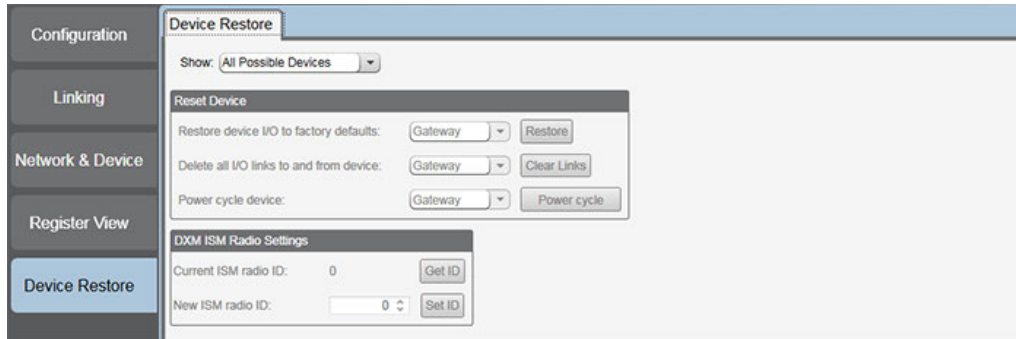 Configuration
Linking
Network & Device
Register View
Device Restore
Device Restore
Show: All Possible Devices
Reset Device
Restore device I/O to factory defaults: Gateway Restore
Delete all I/O links to and from device: Gateway Clear Links
Power cycle device: Gateway Power cycle
DXM ISM Radio Settings
Current ISM radio ID: 0 Get ID
New ISM radio ID: 0 Set ID